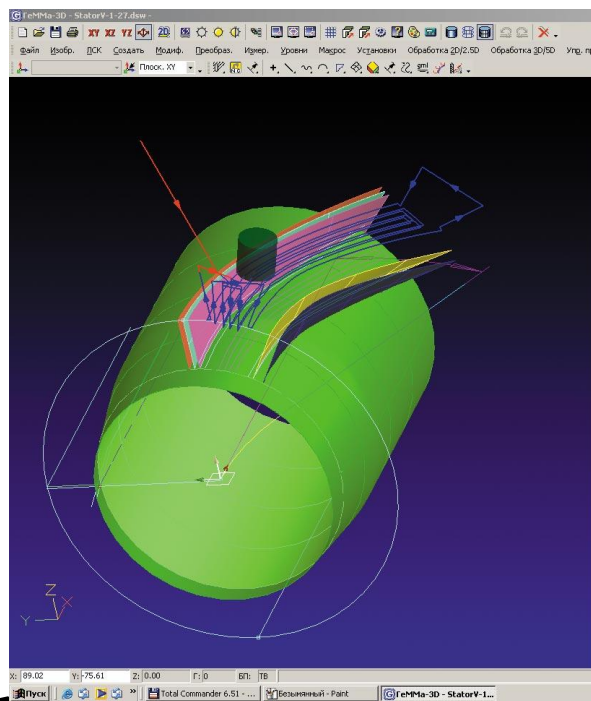 ГеММа-3D - StatorV-1-27.dsw -
XY XZ YZ 2D
Файл Изобр. ПСК Создать Модиф. Преобраз. Измер. Уровни Макрос Установки Обработка 2D/2.5D Обработка 3D/5D Упр. п
Плоск. XY
Z
X
Y
X: 89.02 Y: -75.61 Z: 0.00 Г: 0 БП: ТВ
Пуск » Total Commander 6.51 - ... Безымянный - Paint ГеММа-3D - StatorV-1...